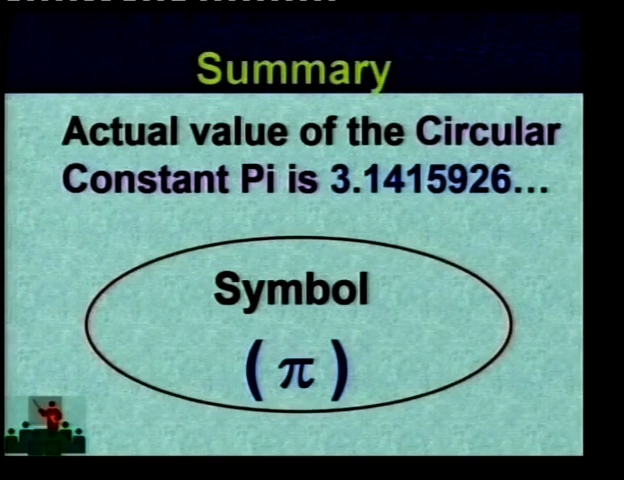 Summary
Actual value of the Circular
Constant Pi is 3.1415926...
Symbol
( π )